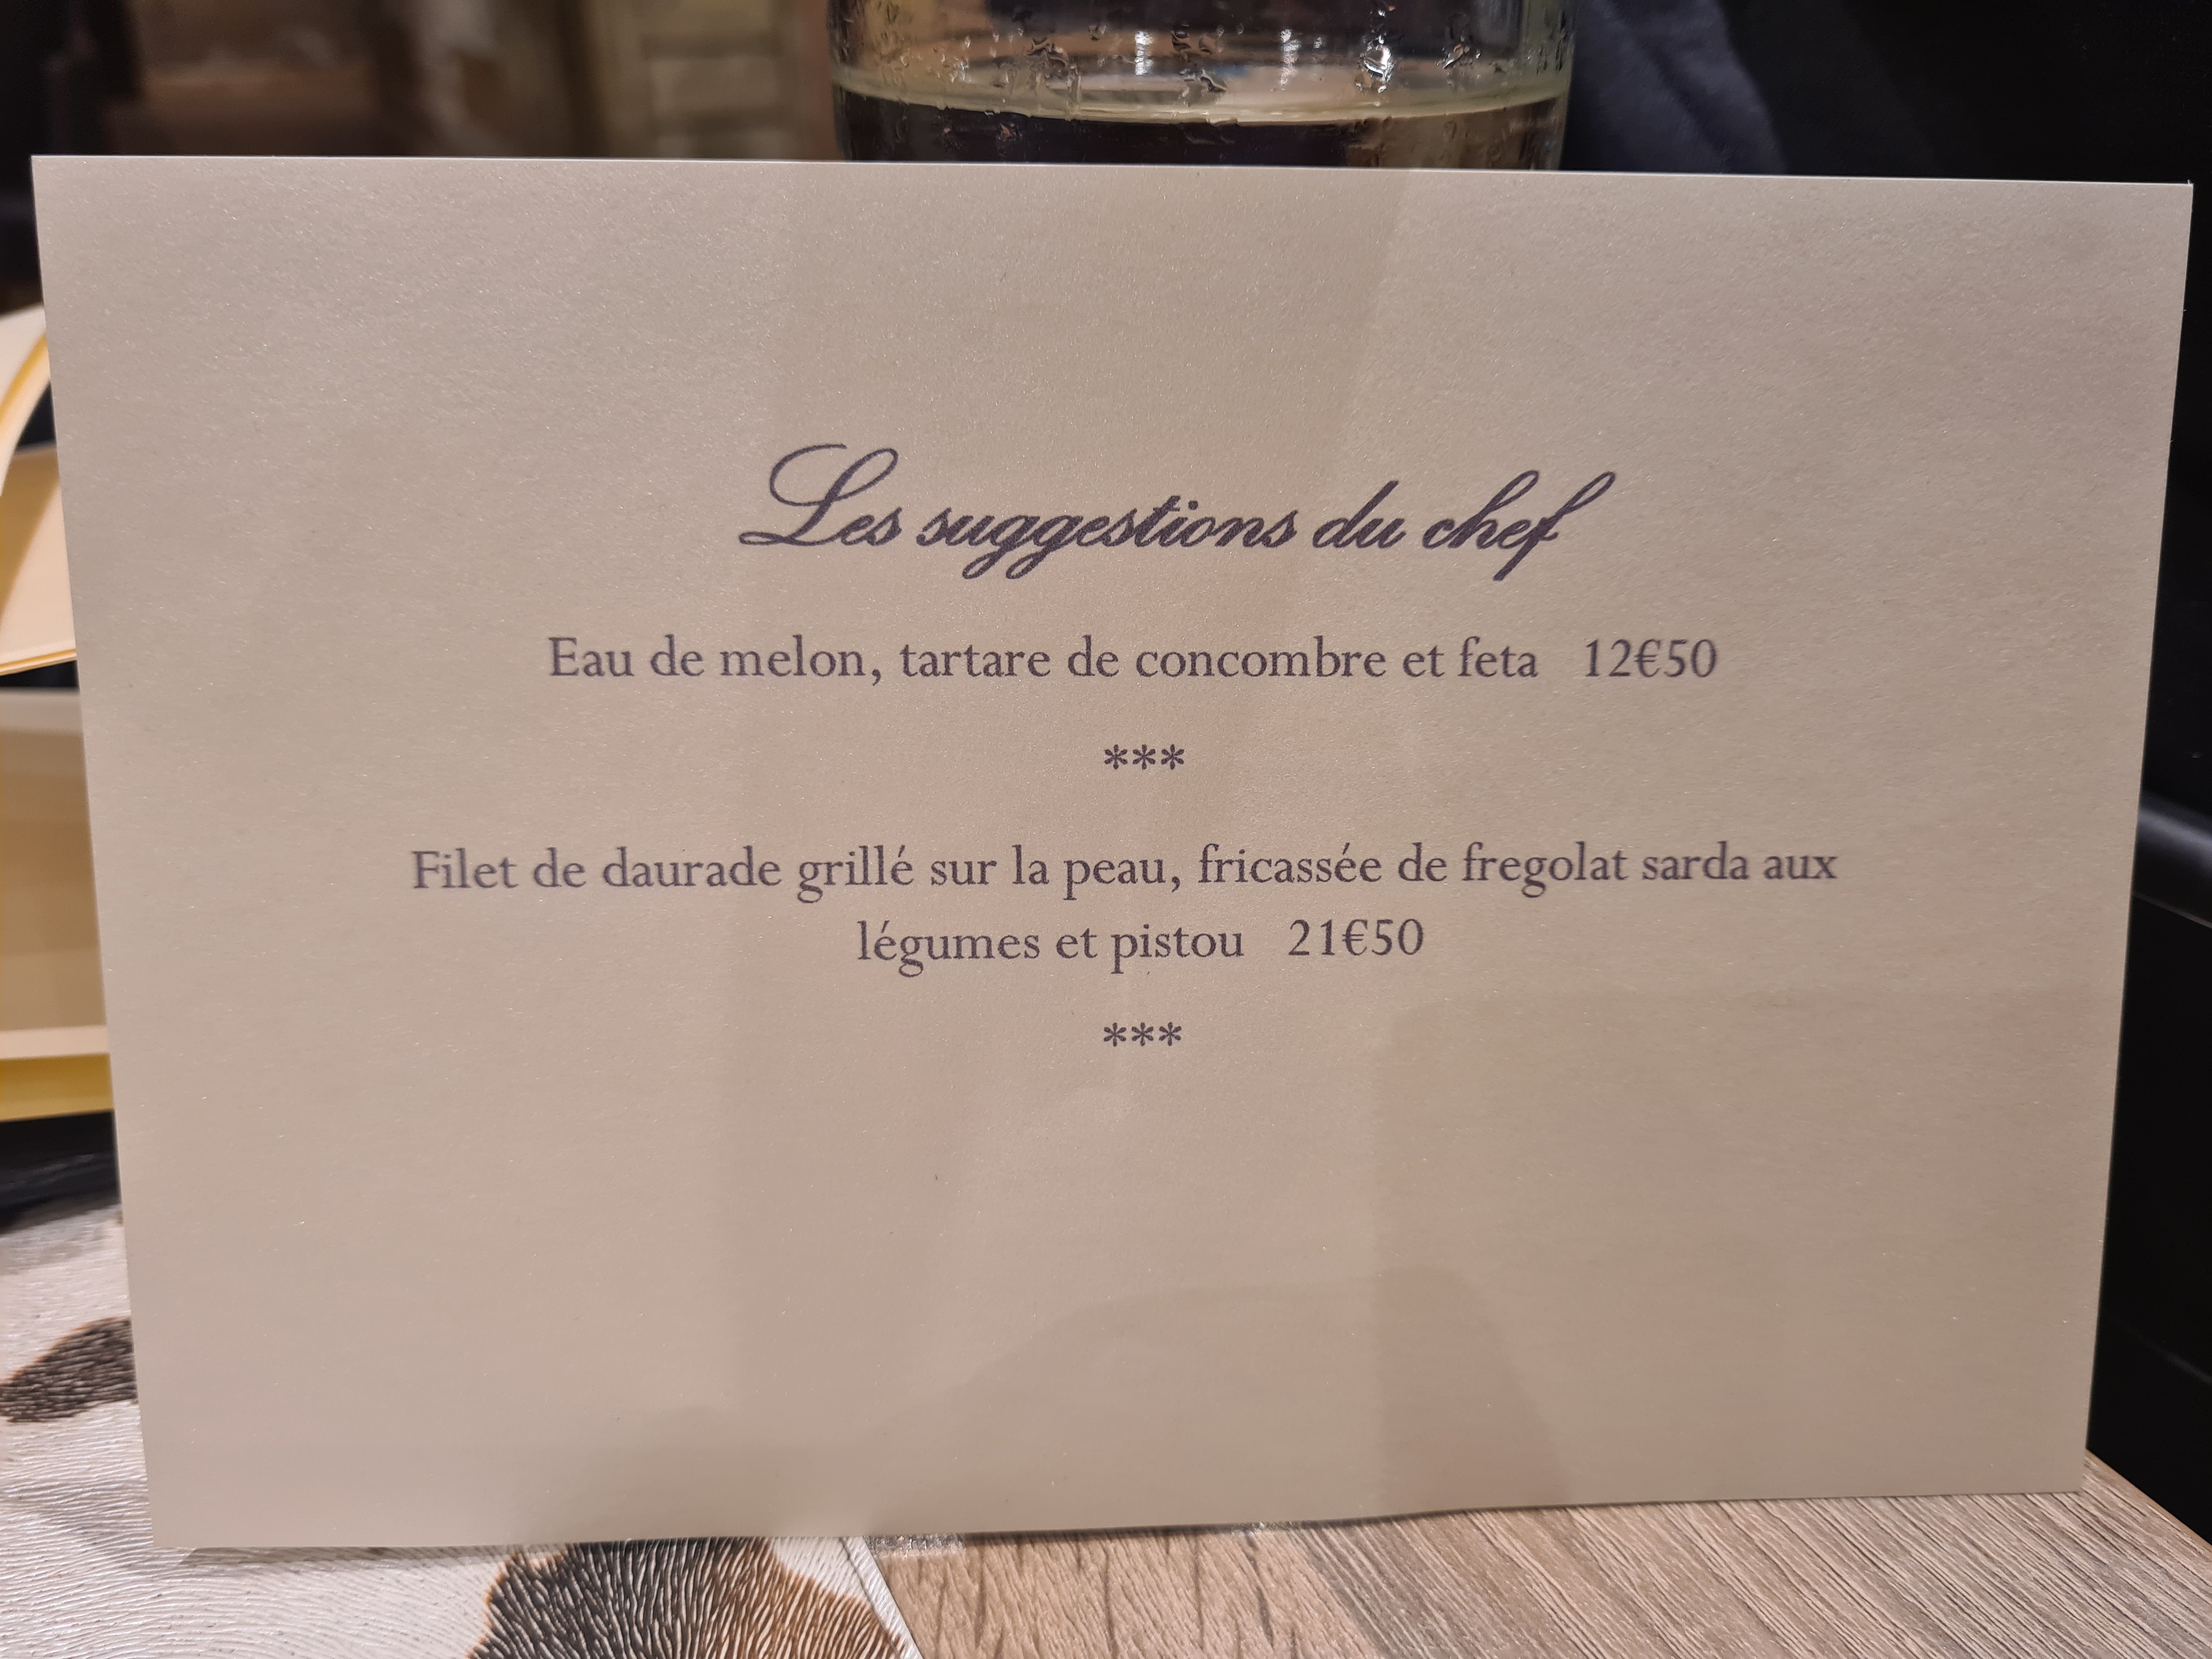 Les suggestions du chef
Eau de melon, tartare de concombre et feta 12€50
***
Filet de daurade grillé sur la peau, fricassée de fregolat sarda aux
légumes et pistou 21€50
***